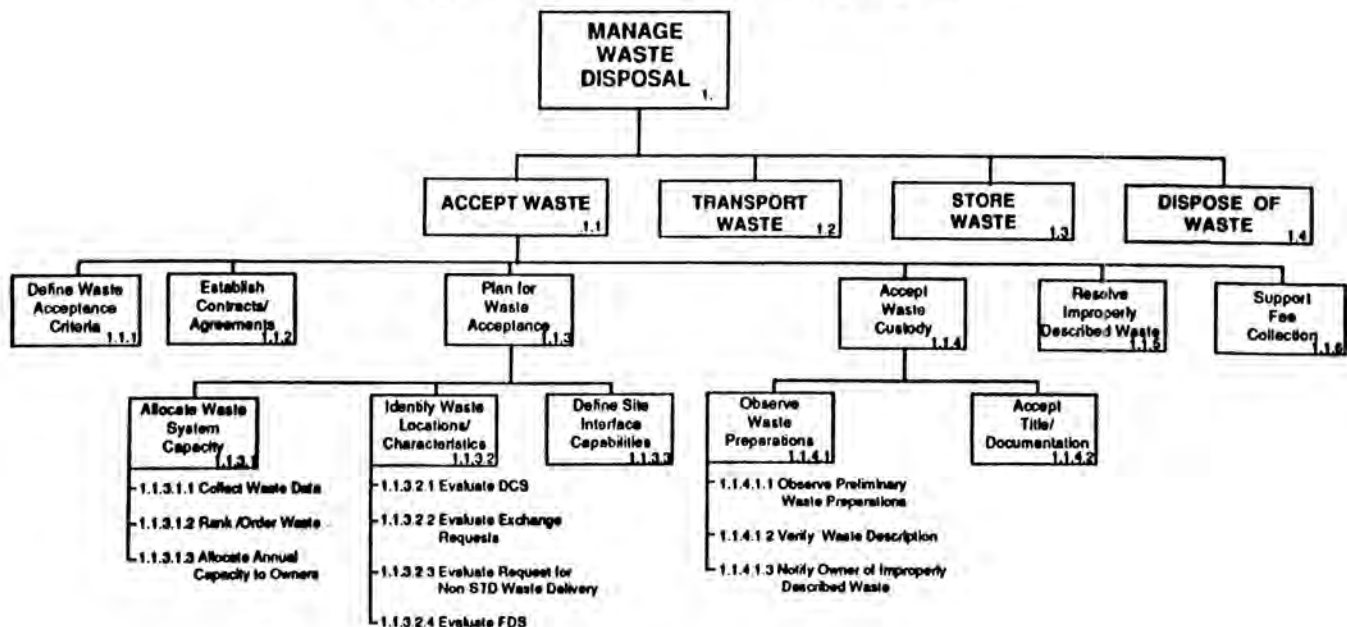 MANAGE
WASTE
DISPOSAL
1.
ACCEPT WASTE
1.1
TRANSPORT
WASTE
1.2
STORE
WASTE
1.3
DISPOSE OF
WASTE
1.4
Define Waste
Acceptance
Criteria
1.1.1
Establish
Contracts/
Agreements
1.1.2
Plan for
Waste
Acceptance
1.1.3
Accept
Waste
Custody
1.1.4
Resolve
Improperly
Described Waste
1.1.5
Support
Fee
Collection
1.1.6
Allocate Waste
System
Capacity
1.1.3.1
Identify Waste
Locations/
Characteristics
1.1.3.2
Define Site
Interface
Capabilities
1.1.3.3
Observe
Waste
Preparations
1.1.4.1
Accept
Title/
Documentation
1.1.4.2
1.1.3.1.1 Collect Waste Data
1.1.3.1.2 Rank /Order Waste
1.1.3.1.3 Allocate Annual
Capacity to Owners
1.1.3.2.1 Evaluate DCS
1.1.3.2.2 Evaluate Exchange
Requests
1.1.3.2.3 Evaluate Request for
Non STD Waste Delivery
1.1.3.2.4 Evaluate FDS
1.1.4.1.1 Observe Preliminary
Waste Preparations
1.1.4.1.2 Verify Waste Description
1.1.4.1.3 Notify Owner of Improperly
Described Waste